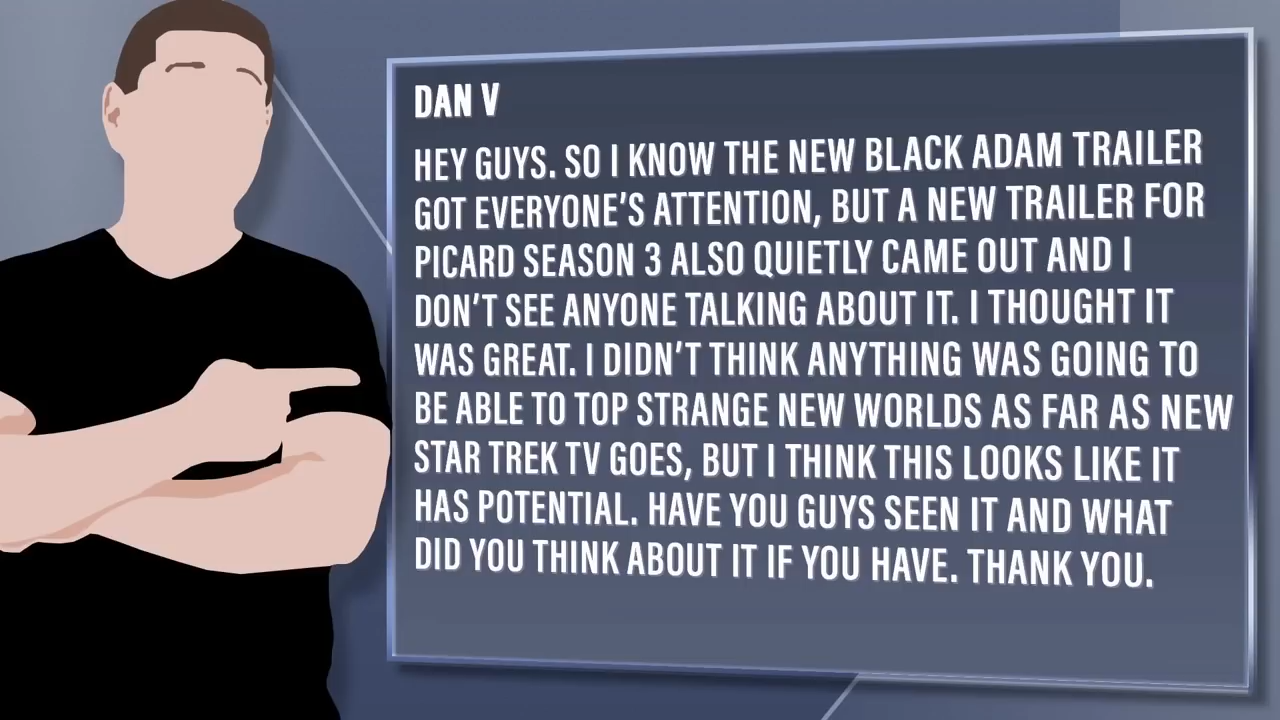 DAN V
HEY GUYS. SO I KNOW THE NEW BLACK ADAM TRAILER
GOT EVERYONE'S ATTENTION, BUT A NEW TRAILER FOR
PICARD SEASON 3 ALSO QUIETLY CAME OUT AND I
DON'T SEE ANYONE TALKING ABOUT IT. I THOUGHT IT
WAS GREAT. I DIDN'T THINK ANYTHING WAS GOING TO
BE ABLE TO TOP STRANGE NEW WORLDS AS FAR AS NEW
STAR TREK TV GOES, BUT I THINK THIS LOOKS LIKE IT
HAS POTENTIAL. HAVE YOU GUYS SEEN IT AND WHAT
DID YOU THINK ABOUT IT IF YOU HAVE. THANK YOU.